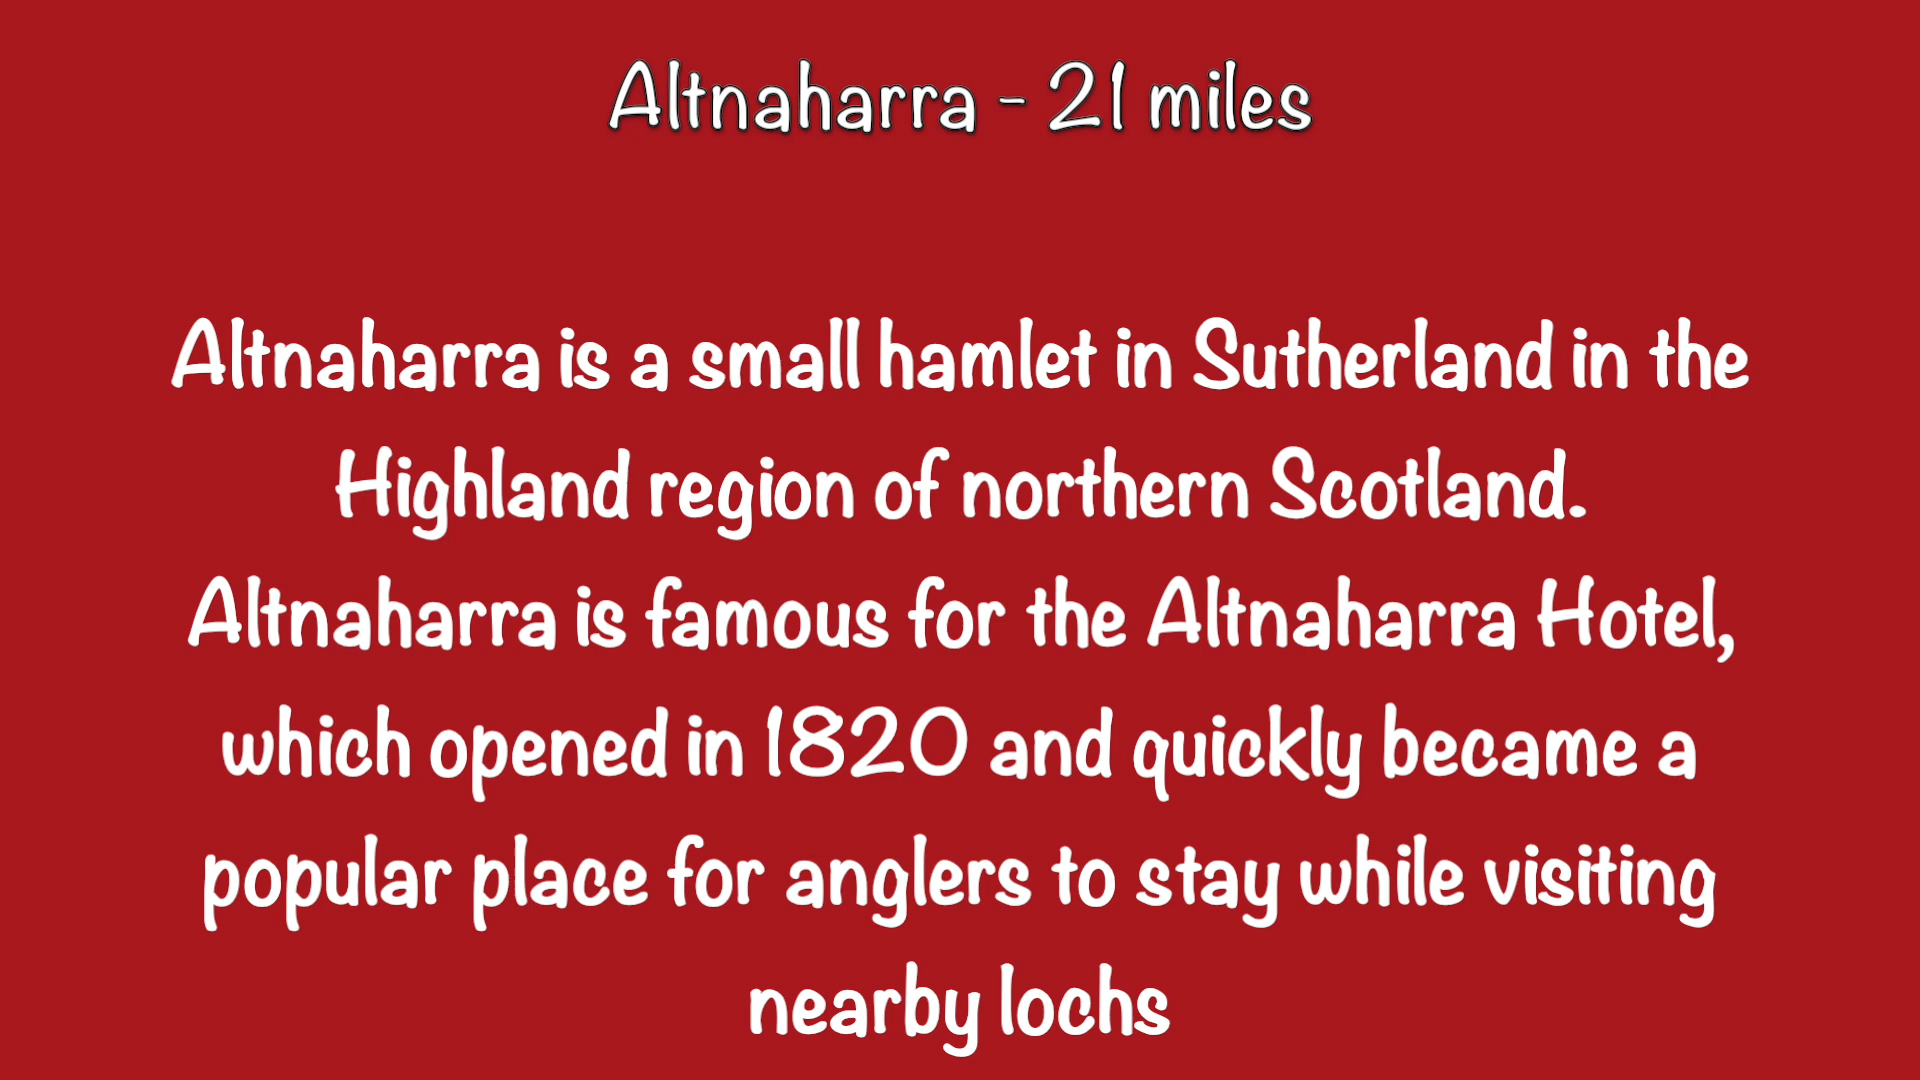 Altnaharra - 21 miles
Altnaharra is a small hamlet in Sutherland in the
Highland region of northern Scotland.
Altnaharra is famous for the Altnaharra Hotel,
which opened in 1820 and quickly became a
popular place for anglers to stay while visiting
nearby lochs